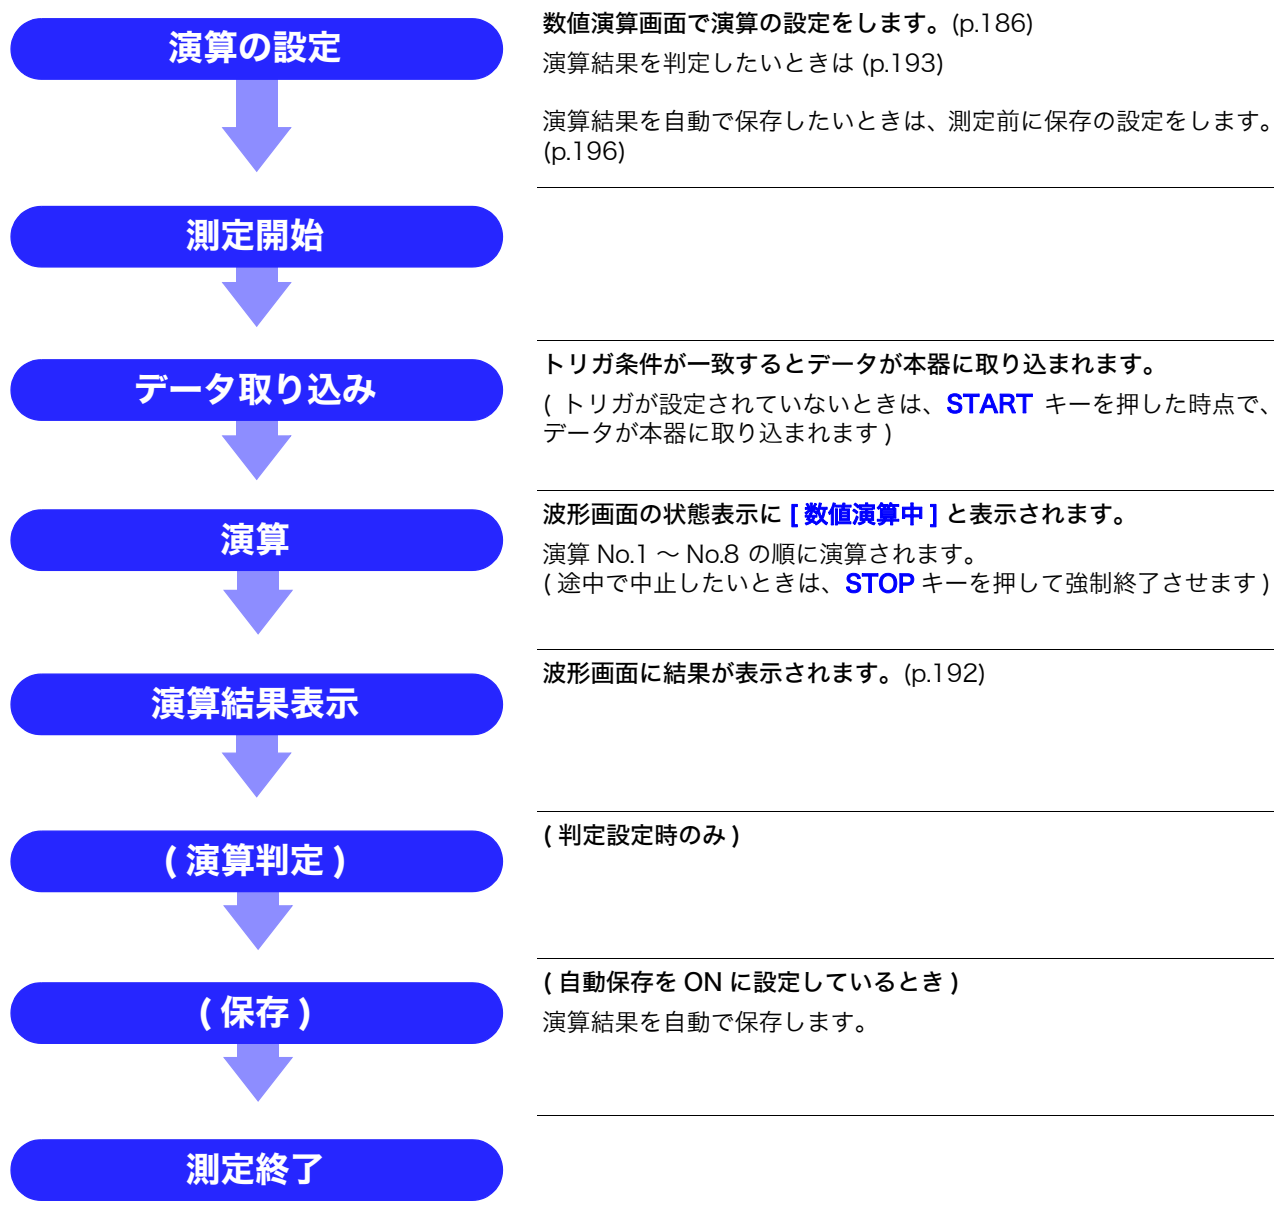 演算の設定
数値演算画面で演算の設定をします。(p.186)
演算結果を判定したいときは (p.193)
演算結果を自動で保存したいときは、測定前に保存の設定をします。
(p.196)
測定開始
データ取り込み
トリガ条件が一致するとデータが本器に取り込まれます。
( トリガが設定されていないときは、START キーを押した時点で、
データが本器に取り込まれます )
演算
波形画面の状態表示に [ 数値演算中 ] と表示されます。
演算 No.1 ～ No.8 の順に演算されます。
( 途中で中止したいときは、STOP キーを押して強制終了させます )
演算結果表示
波形画面に結果が表示されます。(p.192)
( 演算判定 )
( 判定設定時のみ )
( 保存 )
( 自動保存を ON に設定しているとき )
演算結果を自動で保存します。
測定終了